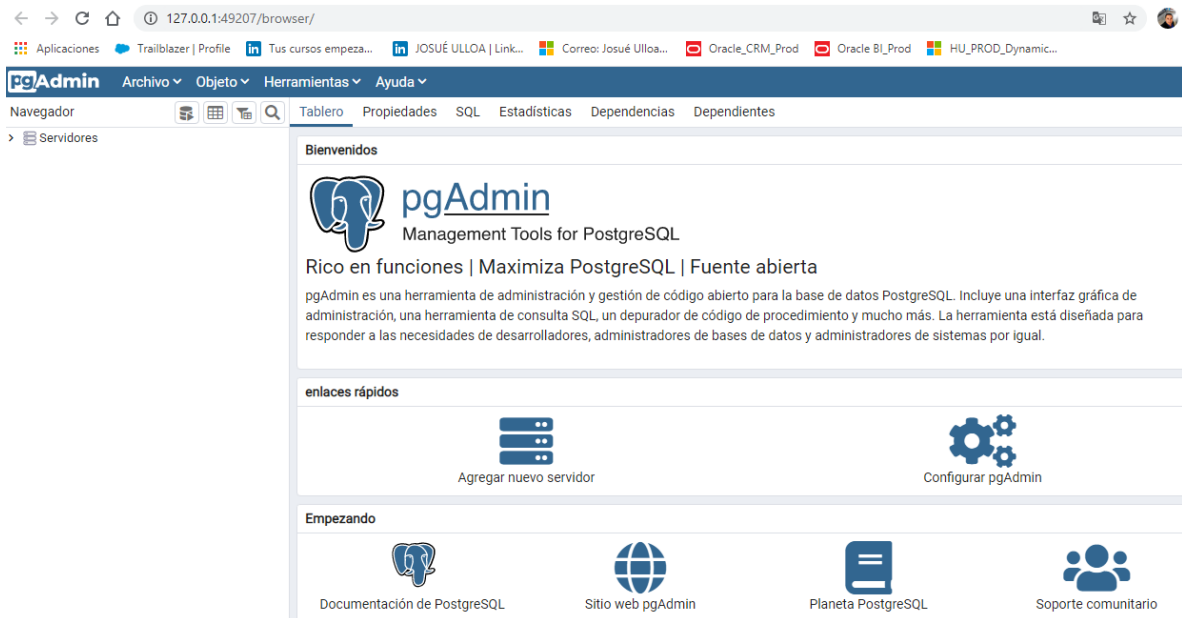 127.0.0.1:49207/browser/
Aplicaciones Trailblazer | Profile Tus cursos empeza... JOSUÉ ULLOA | Link... Correo: Josué Ulloa... Oracle_CRM_Prod Oracle BI_Prod HU_PROD_Dynamic...
pgAdmin Archivo Objeto Herramientas Ayuda
Navegador Tablero Propiedades SQL Estadísticas Dependencias Dependientes
Servidores
Bienvenidos
pgAdmin
Management Tools for PostgreSQL
Rico en funciones | Maximiza PostgreSQL | Fuente abierta
pgAdmin es una herramienta de administración y gestión de código abierto para la base de datos PostgreSQL. Incluye una interfaz gráfica de
administración, una herramienta de consulta SQL, un depurador de código de procedimiento y mucho más. La herramienta está diseñada para
responder a las necesidades de desarrolladores, administradores de bases de datos y administradores de sistemas por igual.
enlaces rápidos
Agregar nuevo servidor Configurar pgAdmin
Empezando
Documentación de PostgreSQL Sitio web pgAdmin Planeta PostgreSQL Soporte comunitario